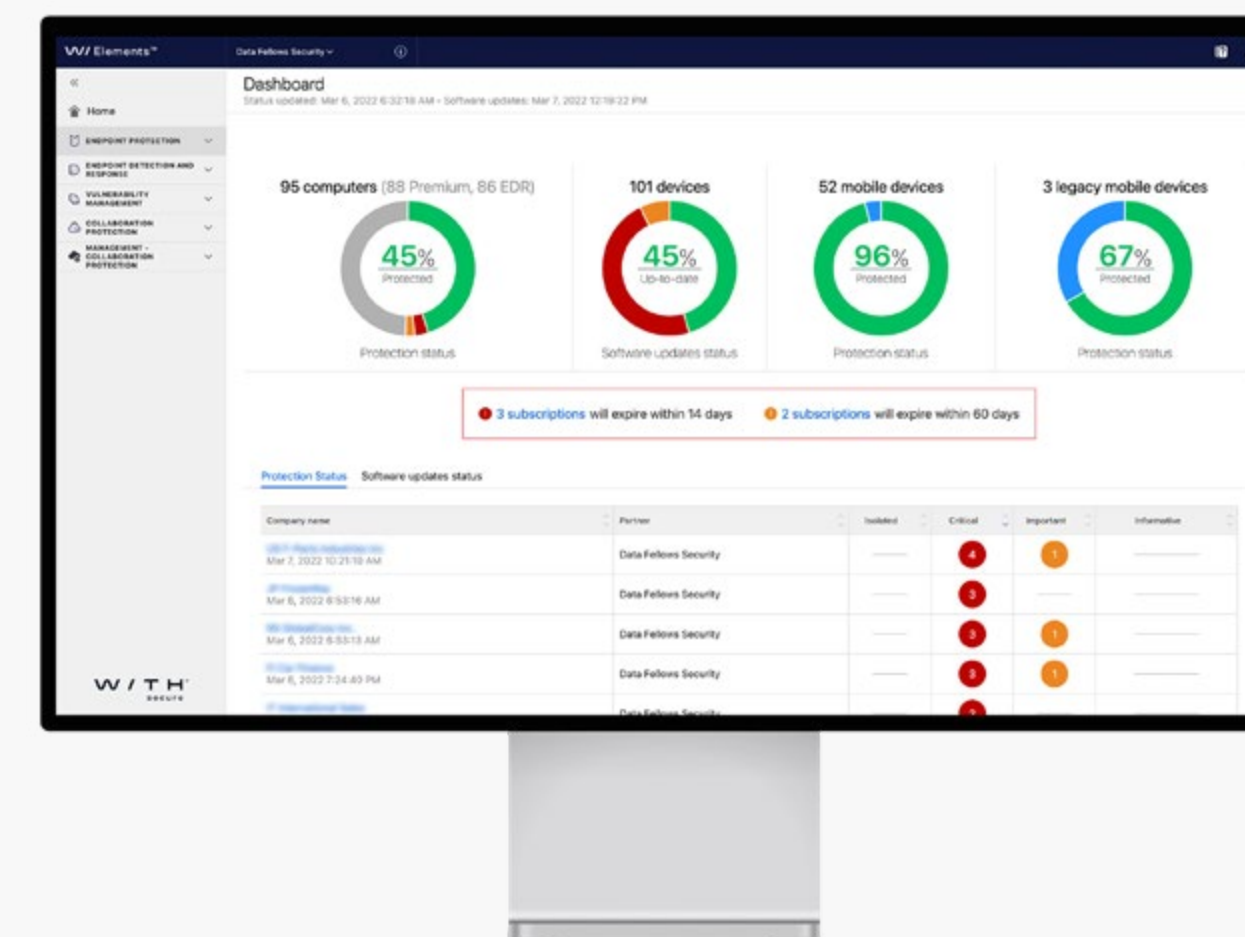 W/ Elements™
Data Fellows Security
Dashboard
Status updated: Mar 6, 2022 6:32:18 AM - Software updates: Mar 7, 2022 12:19:22 PM
Home
ENDPOINT PROTECTION
ENDPOINT DETECTION AND
RESPONSE
VULNERABILITY
MANAGEMENT
COLLABORATION
PROTECTION
MANAGEMENT -
COLLABORATION
PROTECTION
95 computers (88 Premium, 86 EDR)
45%
Protected
Protection status
101 devices
45%
Up-to-date
Software updates status
52 mobile devices
96%
Protected
Protection status
3 legacy mobile devices
67%
Protected
Protection status
3 subscriptions will expire within 14 days
2 subscriptions will expire within 60 days
Protection Status Software updates status
Company name Partner Isolated Critical Important Informative
Mar 7, 2022 10:21:19 AM Data Fellows Security 4 1
Mar 6, 2022 6:53:16 AM Data Fellows Security 3
Mar 6, 2022 6:53:13 AM Data Fellows Security 3 1
Mar 6, 2022 7:24:40 PM Data Fellows Security 3 1
Data Fellows Security
W / T H
secure